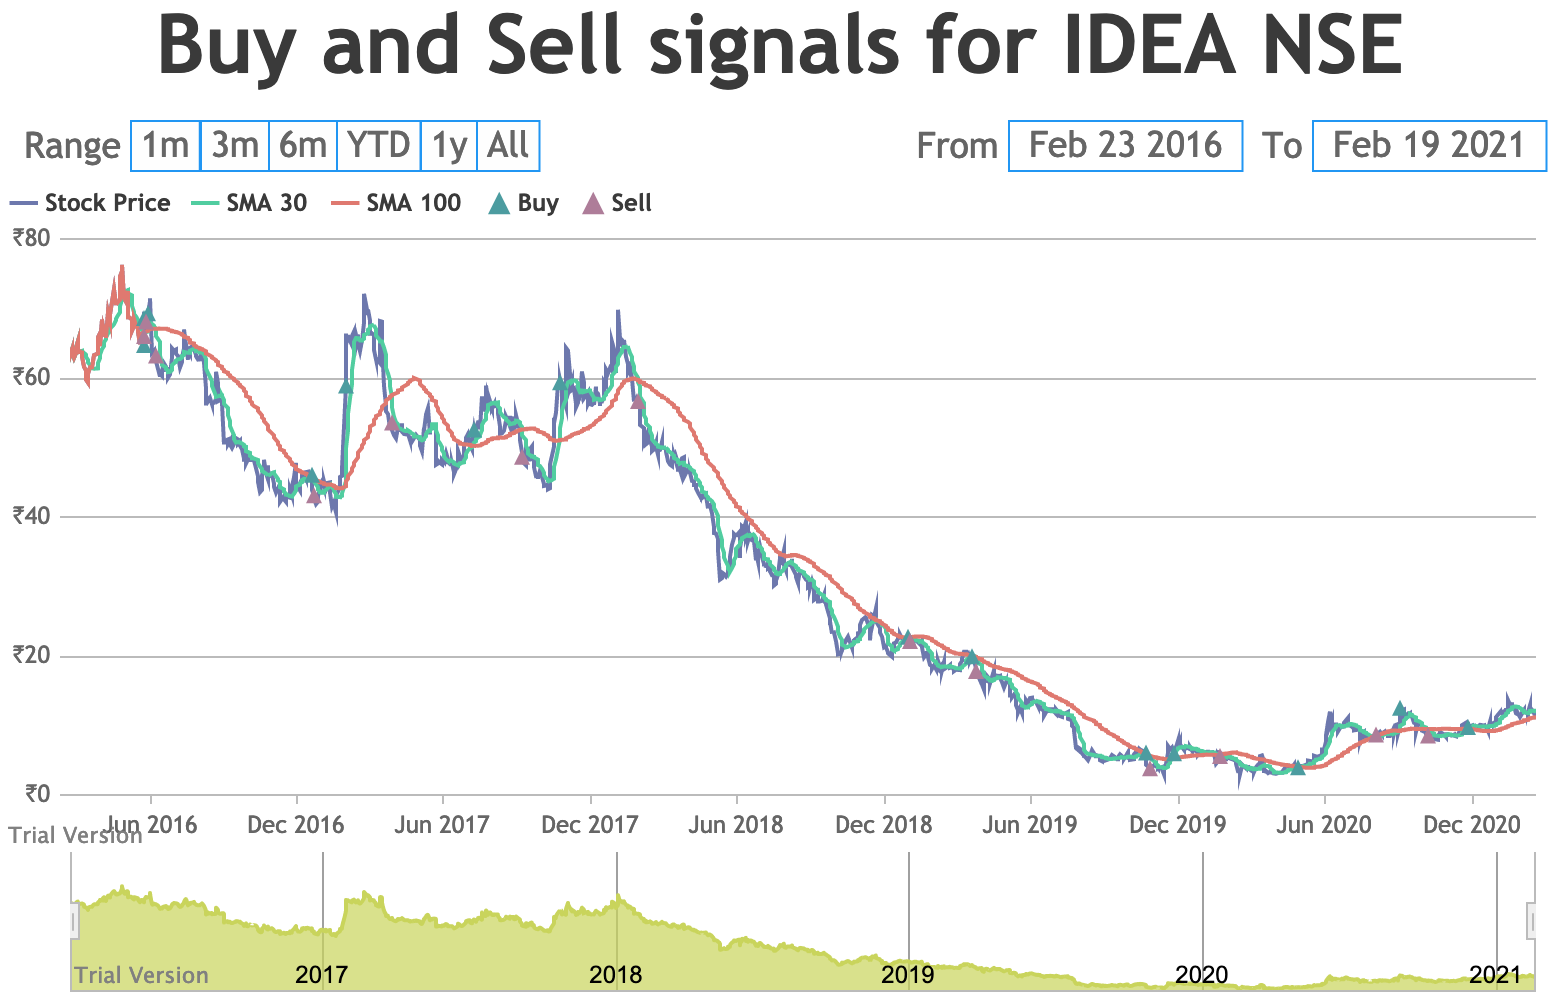 Buy and Sell signals for IDEA NSE
Range 1m 3m 6m YTD 1y All From Feb 23 2016 To Feb 19 2021
Stock Price SMA 30 SMA 100 Buy Sell
₹80
₹60
₹40
₹20
₹0
Jun 2016 Dec 2016 Jun 2017 Dec 2017 Jun 2018 Dec 2018 Jun 2019 Dec 2019 Jun 2020 Dec 2020
Trial Version
Trial Version 2017 2018 2019 2020 2021